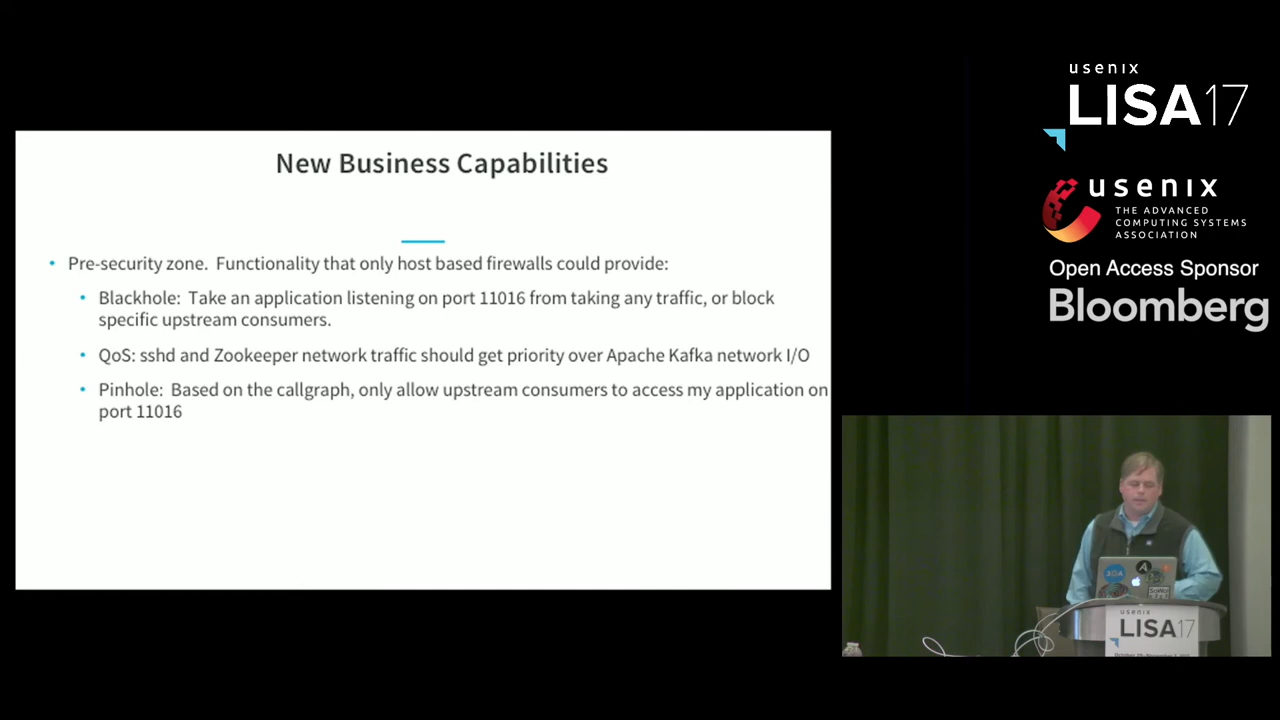 New Business Capabilities
• Pre-security zone. Functionality that only host based firewalls could provide:
• Blackhole: Take an application listening on port 11016 from taking any traffic, or block
specific upstream consumers.
• QoS: sshd and Zookeeper network traffic should get priority over Apache Kafka network I/O
• Pinhole: Based on the callgraph, only allow upstream consumers to access my application on
port 11016
usenix
LISA17
usenix
THE ADVANCED
COMPUTING SYSTEMS
ASSOCIATION
Open Access Sponsor
Bloomberg
usenix
LISA17